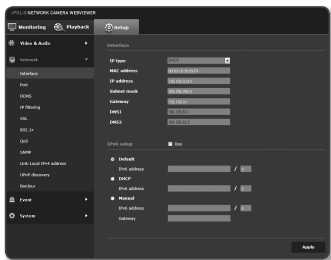 iPOLiS NETWORK CAMERA WEBVIEWER
Monitoring
Playback
Setup
Video & Audio
Network
Interface
Port
DDNS
IP filtering
SSL
802.1x
QoS
SNMP
Link-Local IPv4 address
UPnP discovery
Bonjour
Event
System
Interface
IP type
DHCP
MAC address
IP address
Subnet mask
Gateway
DNS1
DNS2
IPv6 setup
Use
Default
IPv6 address
/
DHCP
IPv6 address
/
Manual
IPv6 address
/
Gateway
Apply